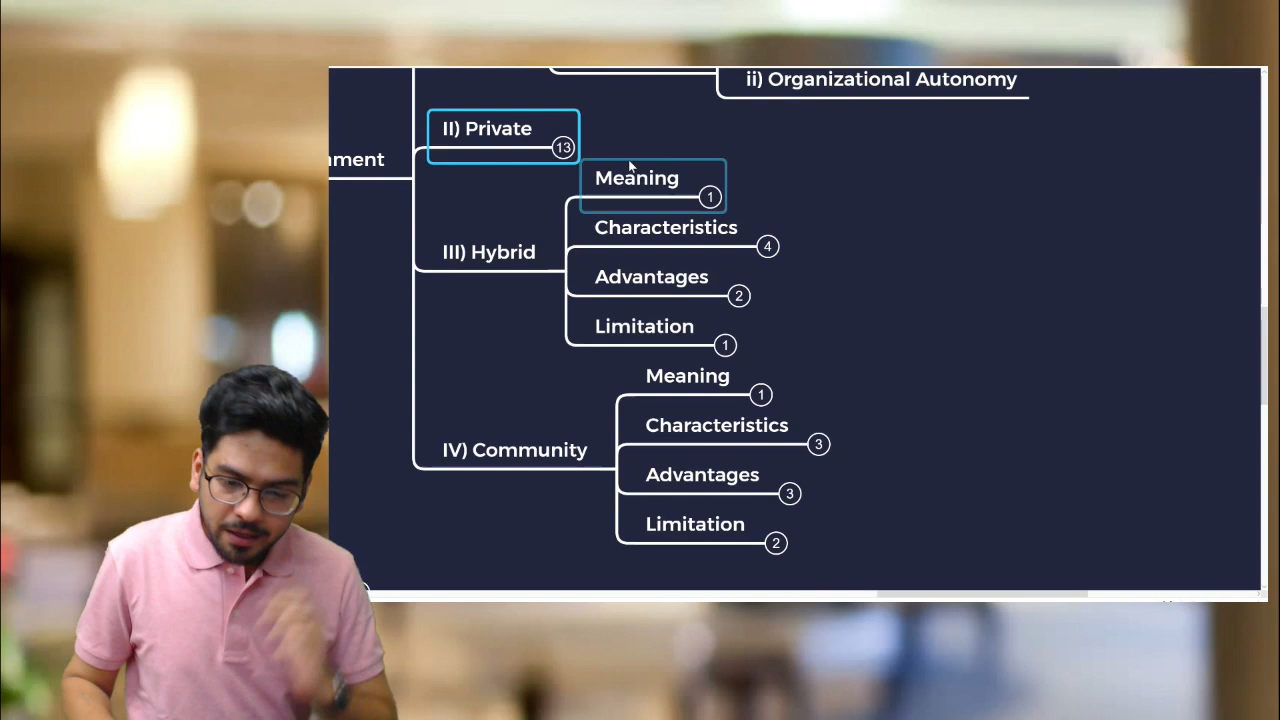 ii) Organizational Autonomy
II) Private
13
nment
Meaning
1
Characteristics
4
III) Hybrid
Advantages
2
Limitation
1
Meaning
1
Characteristics
3
IV) Community
Advantages
3
Limitation
2